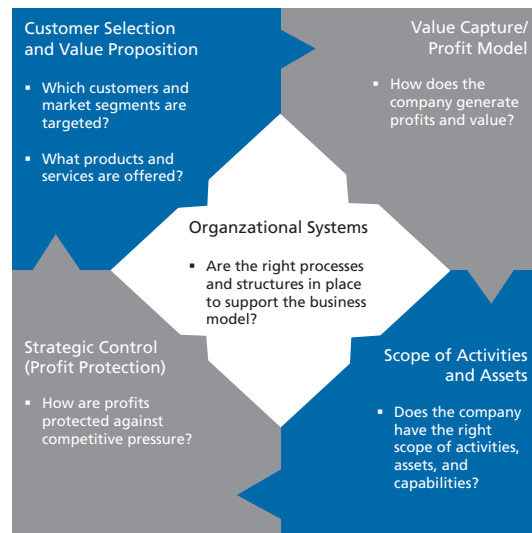 Customer Selection
and Value Proposition
▪ Which customers and
market segments are
targeted?
▪ What products and
services are offered?
Value Capture/
Profit Model
▪ How does the
company generate
profits and value?
Organzational Systems
▪ Are the right processes
and structures in place
to support the business
model?
Strategic Control
(Profit Protection)
▪ How are profits
protected against
competitive pressure?
Scope of Activities
and Assets
▪ Does the company
have the right
scope of activities,
assets, and
capabilities?